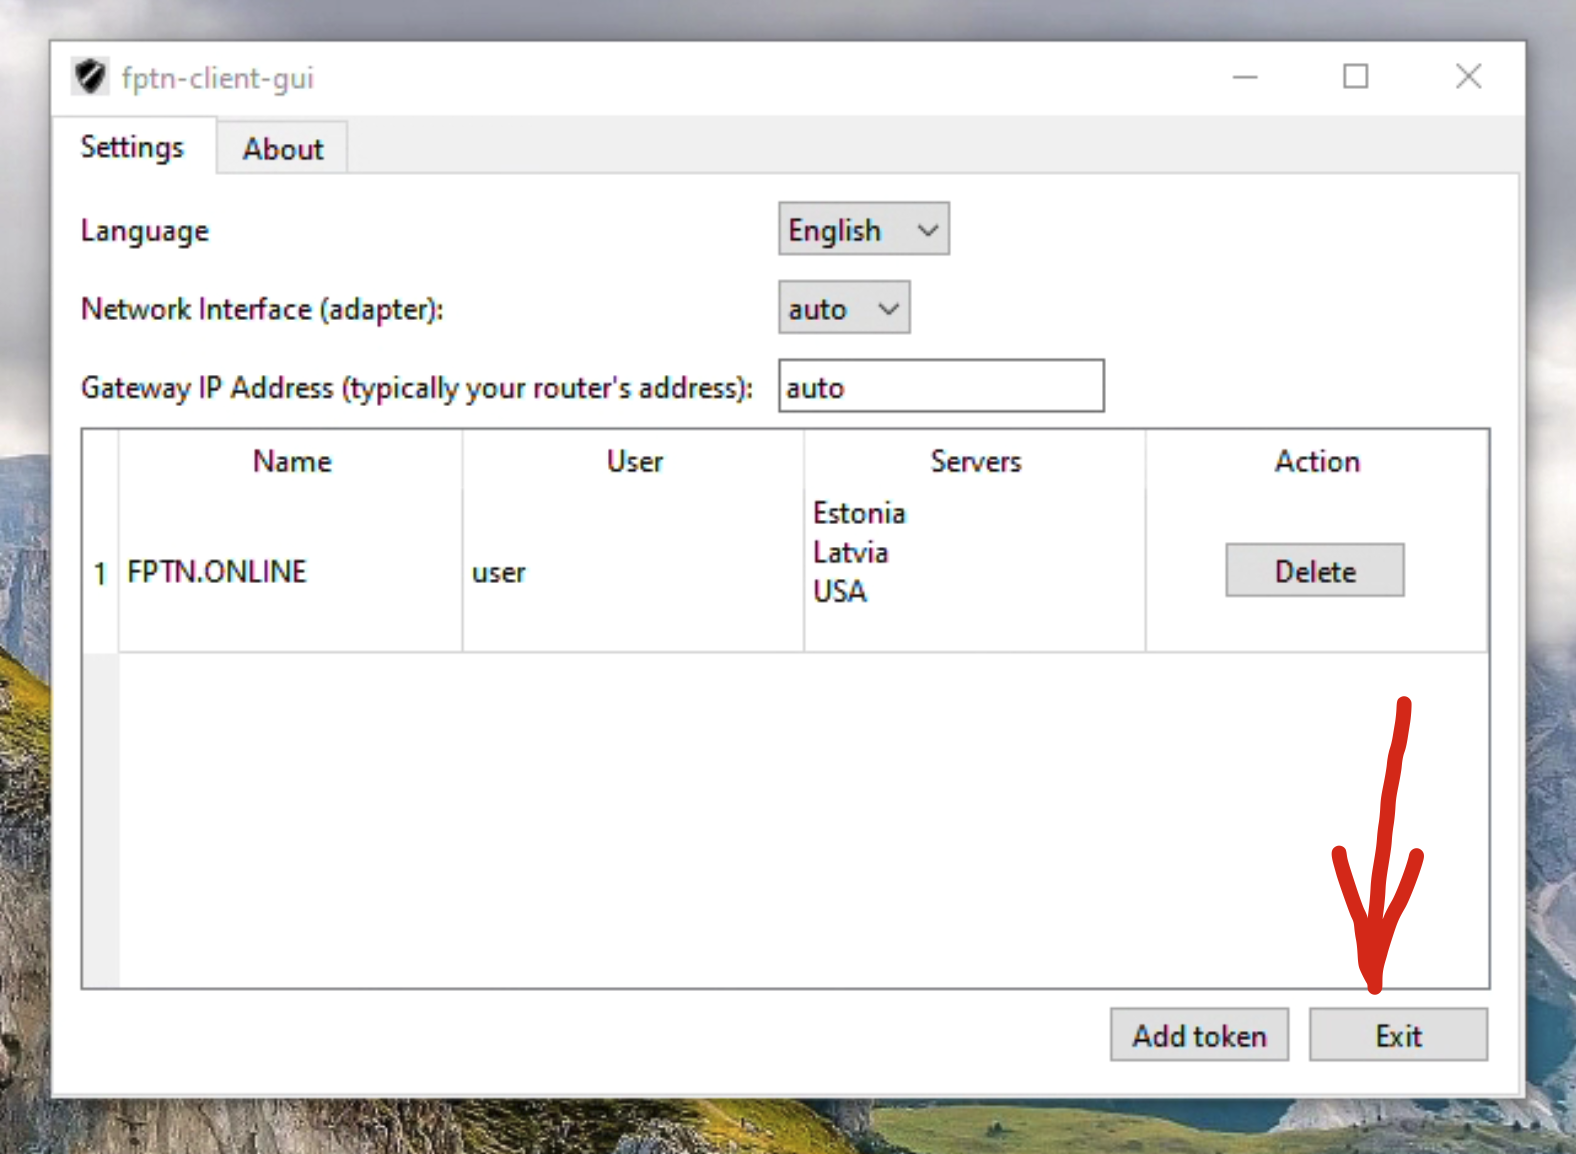 fptn-client-gui
Settings About
Language English
Network Interface (adapter): auto
Gateway IP Address (typically your router's address): auto
Name User Servers Action
Estonia
Latvia
1 FPTN.ONLINE user Delete
USA
Add token Exit